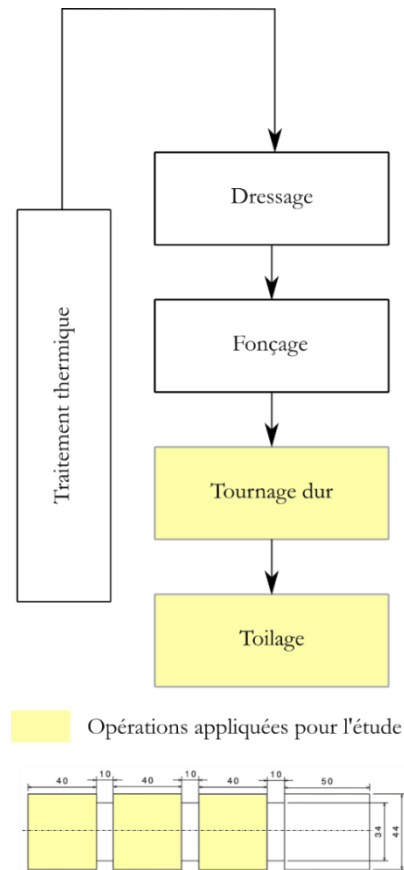 Dressage
Traitement thermique
Fonçage
Tournage dur
Toilage
Opérations appliquées pour l'étude
40 10 40 10 40 10 50
34
44